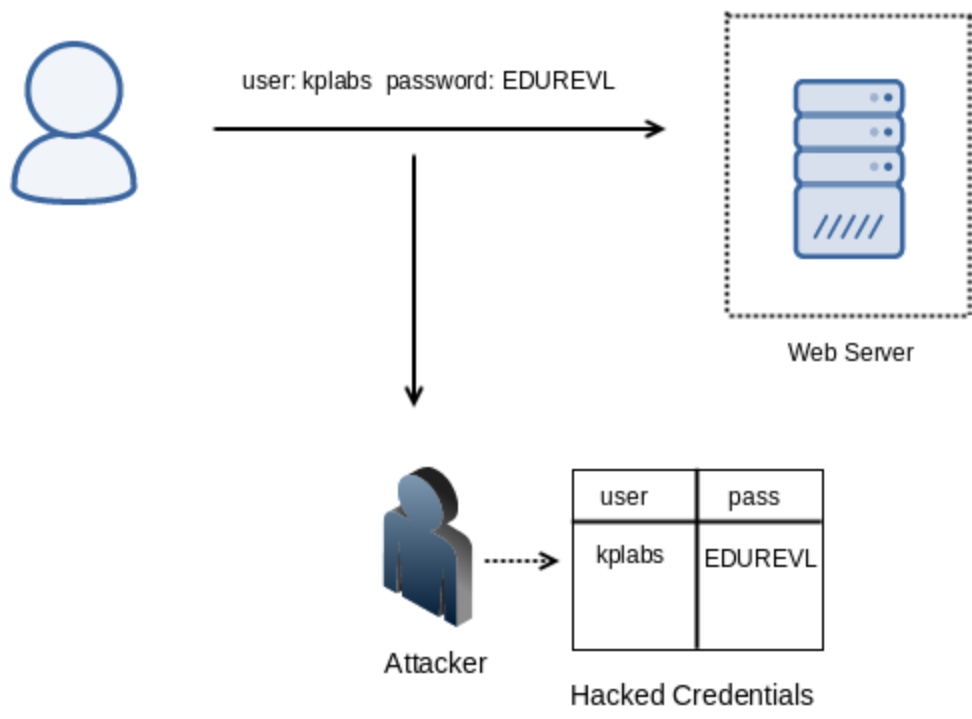 user: kplabs  password: EDUREVL
Web Server
user pass
kplabs EDUREVL
Attacker
Hacked Credentials